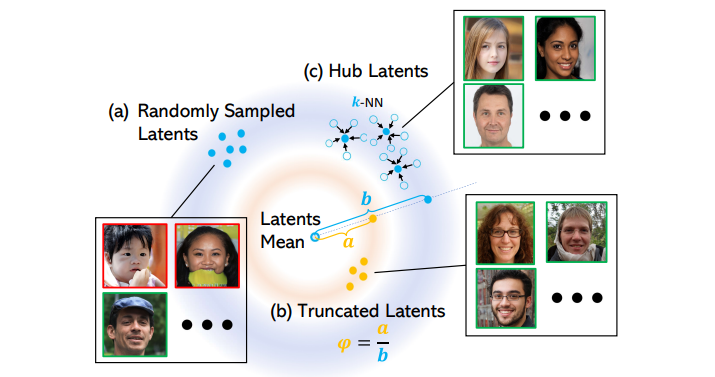 (c) Hub Latents
k-NN
(a) Randomly Sampled
Latents
b
Latents
Mean
a
(b) Truncated Latents
φ = a
b